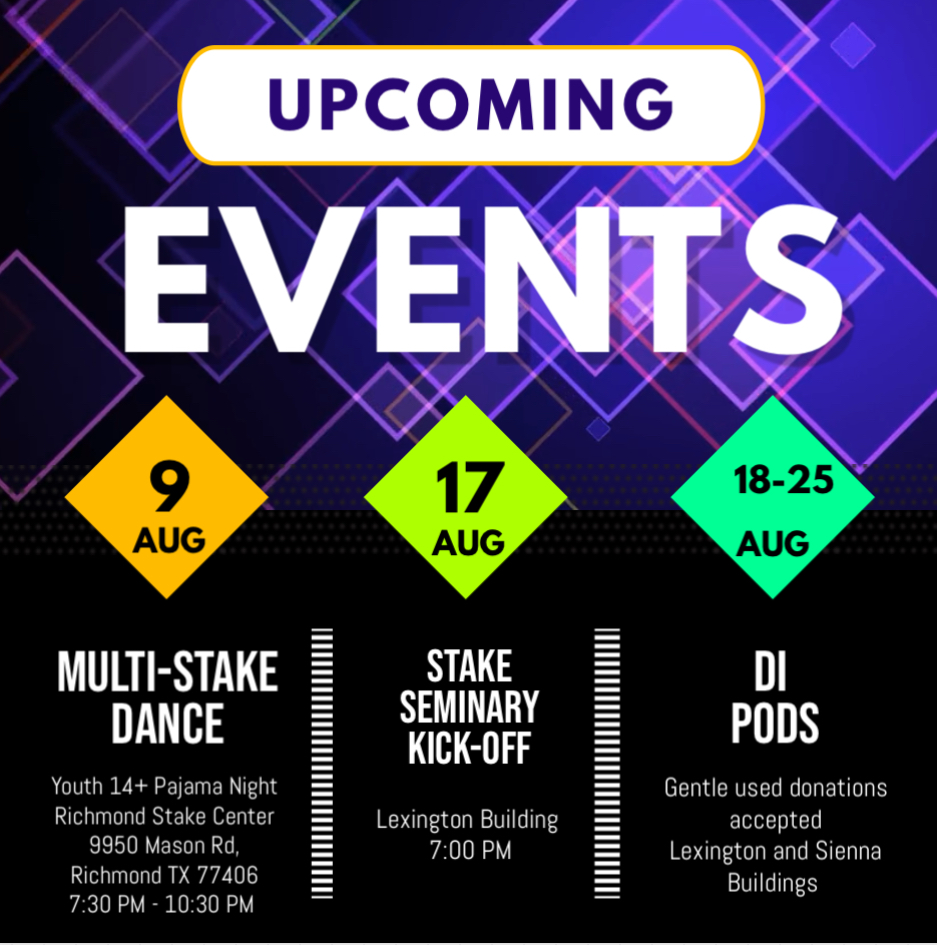 UPCOMING
EVENTS
9
AUG
MULTI-STAKE
DANCE
Youth 14+ Pajama Night
Richmond Stake Center
9950 Mason Rd,
Richmond TX 77406
7:30 PM - 10:30 PM
17
AUG
STAKE
SEMINARY
KICK-OFF
Lexington Building
7:00 PM
18-25
AUG
DI
PODS
Gentle used donations
accepted
Lexington and Sienna
Buildings